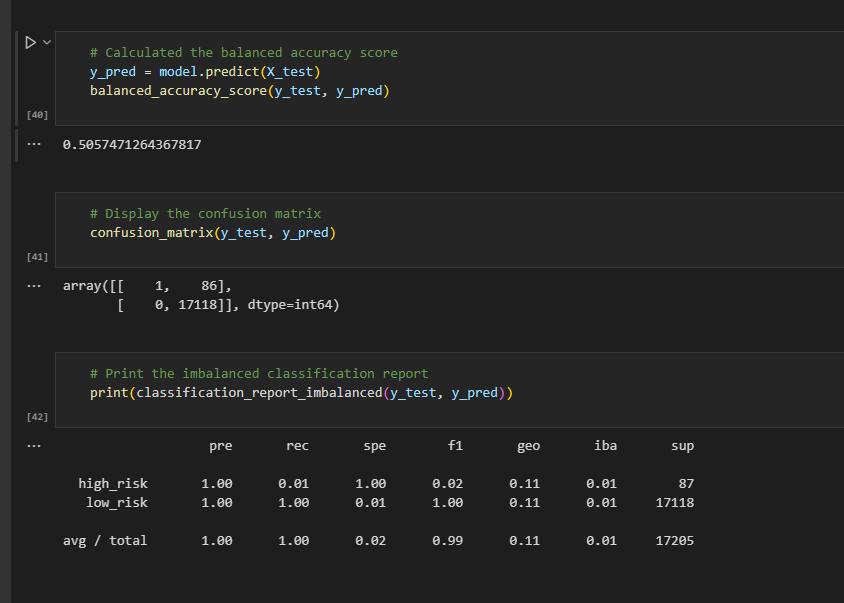 # Calculated the balanced accuracy score
y_pred = model.predict(X_test)
balanced_accuracy_score(y_test, y_pred)
[40]
... 0.5057471264367817
# Display the confusion matrix
confusion_matrix(y_test, y_pred)
[41]
... array([[    1,    86],
       [    0, 17118]], dtype=int64)
# Print the imbalanced classification report
print(classification_report_imbalanced(y_test, y_pred))
[42]
... pre rec spe f1 geo iba sup
high_risk 1.00 0.01 1.00 0.02 0.11 0.01 87
low_risk 1.00 1.00 0.01 1.00 0.11 0.01 17118
avg / total 1.00 1.00 0.02 0.99 0.11 0.01 17205